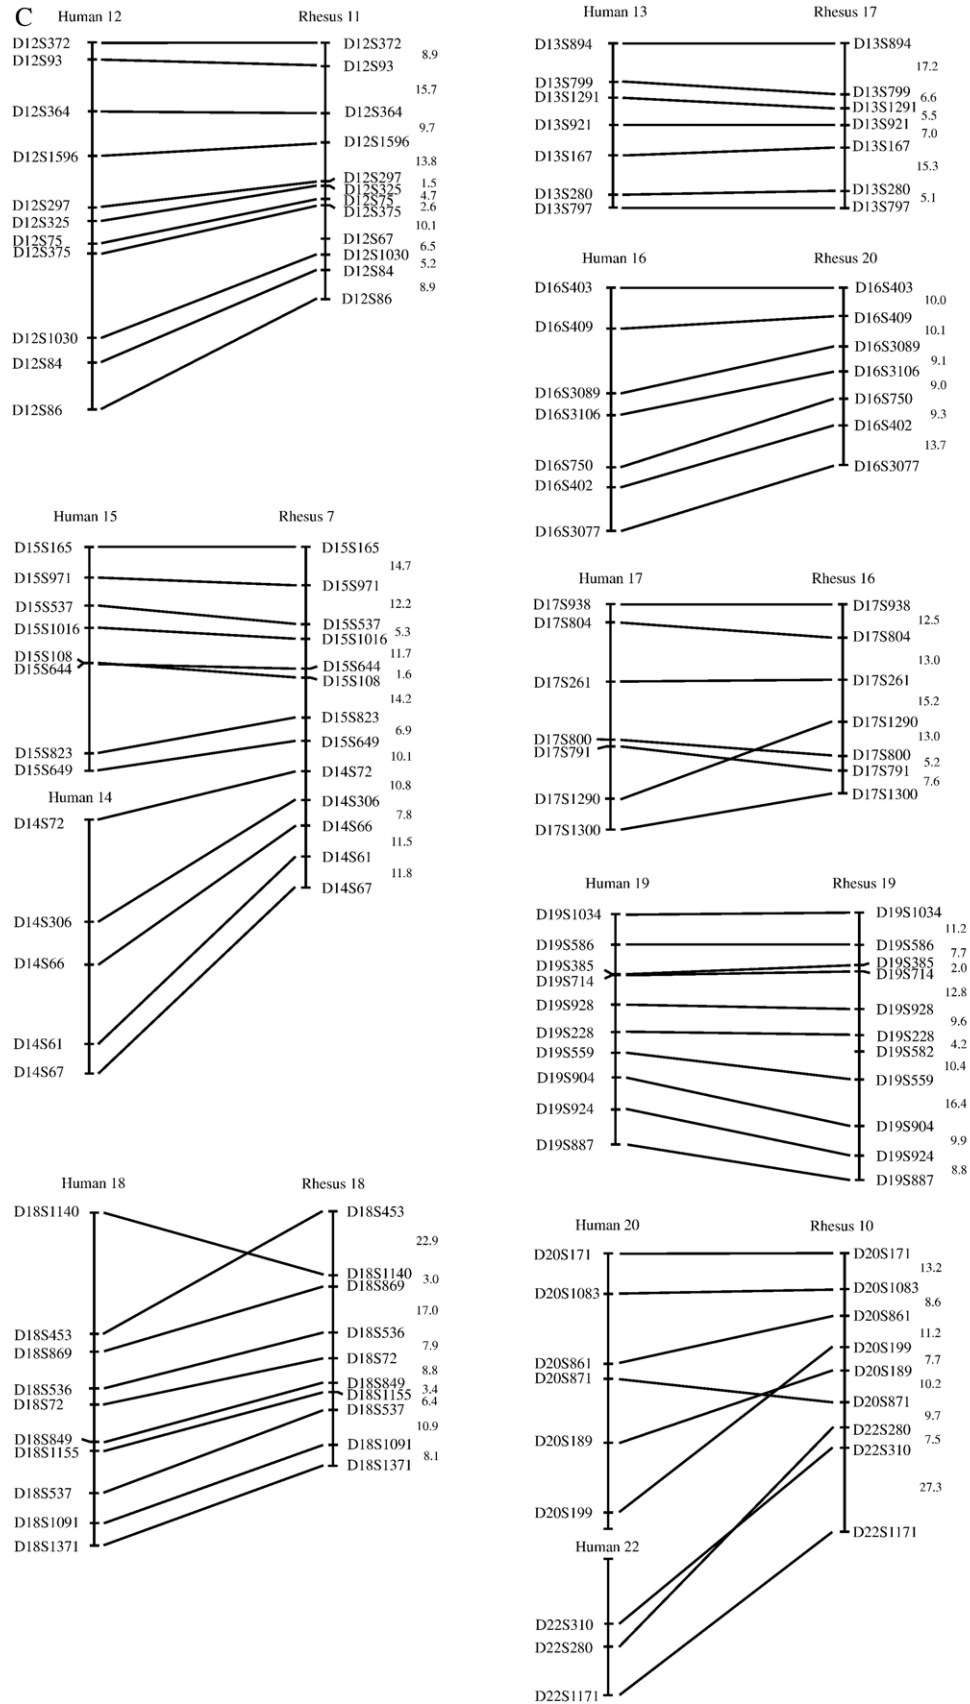 C
Human 12
Rhesus 11
D12S372
D12S93
D12S364
D12S1596
D12S297
D12S325
D12S75
D12S375
D12S1030
D12S84
D12S86
D12S372
8.9
D12S93
15.7
D12S364
9.7
D12S1596
13.8
D12S297
1.5
D12S325
4.7
D12S75
2.6
D12S375
10.1
D12S67
6.5
D12S1030
5.2
D12S84
8.9
D12S86
Human 13
Rhesus 17
D13S894
D13S799
D13S1291
D13S921
D13S167
D13S280
D13S797
D13S894
17.2
D13S799
6.6
D13S1291
5.5
D13S921
7.0
D13S167
15.3
D13S280
5.1
D13S797
Human 16
Rhesus 20
D16S403
D16S409
D16S3089
D16S3106
D16S750
D16S402
D16S3077
D16S403
10.0
D16S409
10.1
D16S3089
9.1
D16S3106
9.0
D16S750
9.3
D16S402
13.7
D16S3077
Human 15
Rhesus 7
D15S165
D15S971
D15S537
D15S1016
D15S108
D15S644
D15S823
D15S649
Human 14
D14S72
D14S306
D14S66
D14S61
D14S67
D15S165
14.7
D15S971
12.2
D15S537
5.3
D15S1016
11.7
D15S644
1.6
D15S108
14.2
D15S823
6.9
D15S649
10.1
D14S72
10.8
D14S306
7.8
D14S66
11.5
D14S61
11.8
D14S67
Human 17
Rhesus 16
D17S938
D17S804
D17S261
D17S800
D17S791
D17S1290
D17S1300
D17S938
12.5
D17S804
13.0
D17S261
15.2
D17S1290
13.0
D17S800
5.2
D17S791
7.6
D17S1300
Human 19
Rhesus 19
D19S1034
D19S586
D19S385
D19S714
D19S928
D19S228
D19S559
D19S904
D19S924
D19S887
D19S1034
11.2
D19S586
7.7
D19S385
2.0
D19S714
12.8
D19S928
9.6
D19S228
4.2
D19S582
10.4
D19S559
16.4
D19S904
9.9
D19S924
8.8
D19S887
Human 18
Rhesus 18
D18S1140
D18S453
D18S869
D18S536
D18S72
D18S849
D18S1155
D18S537
D18S1091
D18S1371
D18S453
22.9
D18S1140
3.0
D18S869
17.0
D18S536
7.9
D18S72
8.8
D18S849
3.4
D18S1155
6.4
D18S537
10.9
D18S1091
8.1
D18S1371
Human 20
Rhesus 10
D20S171
D20S1083
D20S861
D20S871
D20S189
D20S199
Human 22
D22S310
D22S280
D22S1171
D20S171
13.2
D20S1083
8.6
D20S861
11.2
D20S199
7.7
D20S189
10.2
D20S871
9.7
D22S280
7.5
D22S310
27.3
D22S1171